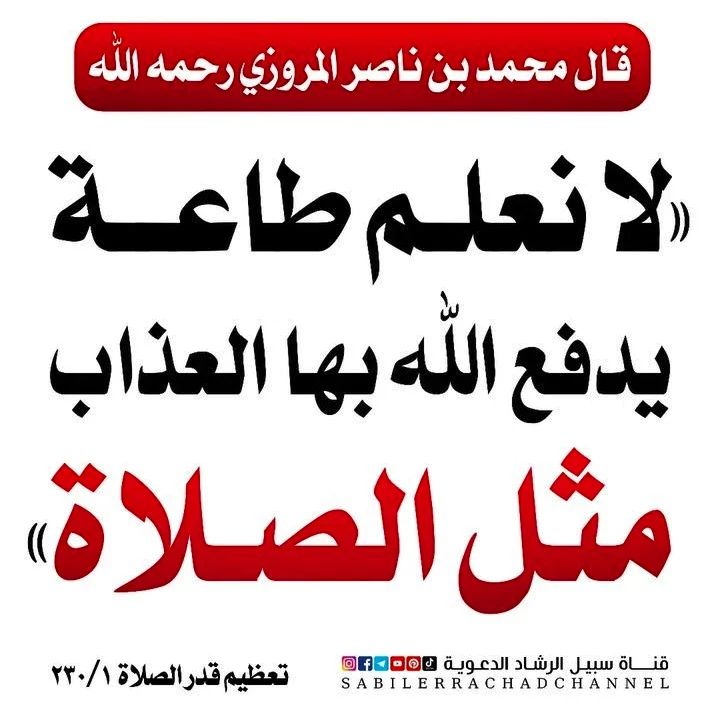 قال محمد بن ناصر المروزي رحمه الله
«لا نعلم طاعة
يدفع الله بها العذاب
مثل الصلاة»
قناة سبيل الرشاد الدعوية
SABILERRACHADCHANNEL
تعظيم قدر الصلاة ٢٣٠/١